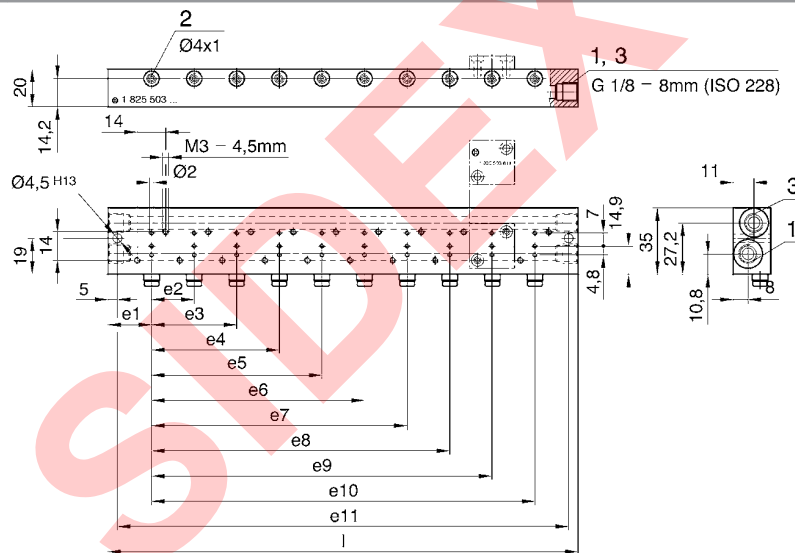 2
Ø4x1
1, 3
G 1/8 – 8mm (ISO 228)
20
14,2
1 825 503 ...
14
M3 – 4,5mm
Ø2
Ø4,5 H13
19
14
5
7
14,9
4,8
11
3
35
27,2
1
10,8
8
e1
e2
e3
e4
e5
e6
e7
e8
e9
e10
e11
l
SIDEX